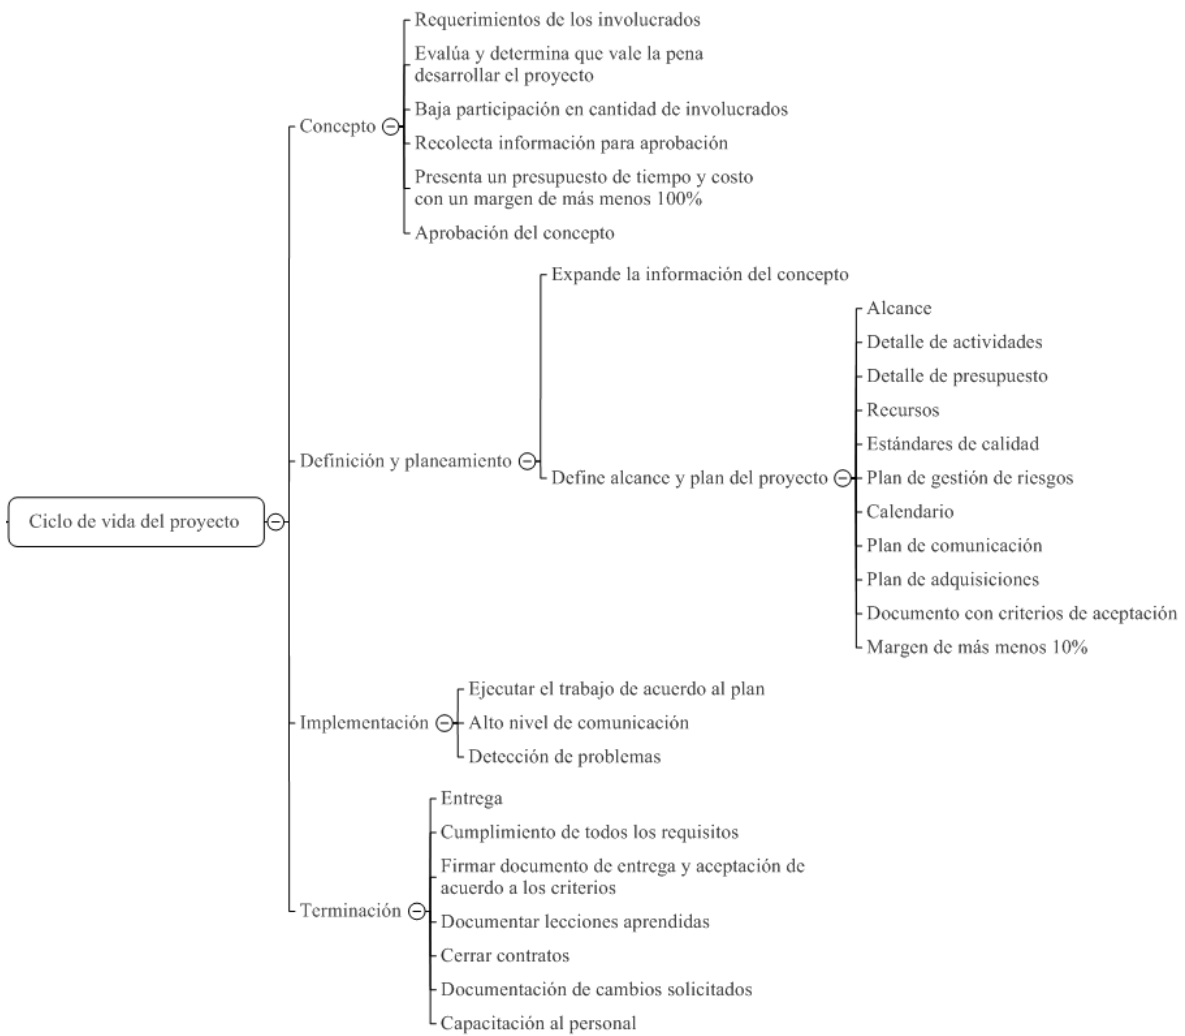 Requerimientos de los involucrados
Evalúa y determina que vale la pena
desarrollar el proyecto
Baja participación en cantidad de involucrados
Concepto
Recolecta información para aprobación
Presenta un presupuesto de tiempo y costo
con un margen de más menos 100%
Aprobación del concepto
Expande la información del concepto
Alcance
Detalle de actividades
Detalle de presupuesto
Recursos
Estándares de calidad
Definición y planeamiento
Define alcance y plan del proyecto
Plan de gestión de riesgos
Calendario
Ciclo de vida del proyecto
Plan de comunicación
Plan de adquisiciones
Documento con criterios de aceptación
Margen de más menos 10%
Ejecutar el trabajo de acuerdo al plan
Implementación
Alto nivel de comunicación
Detección de problemas
Entrega
Cumplimiento de todos los requisitos
Firmar documento de entrega y aceptación de
acuerdo a los criterios
Terminación
Documentar lecciones aprendidas
Cerrar contratos
Documentación de cambios solicitados
Capacitación al personal